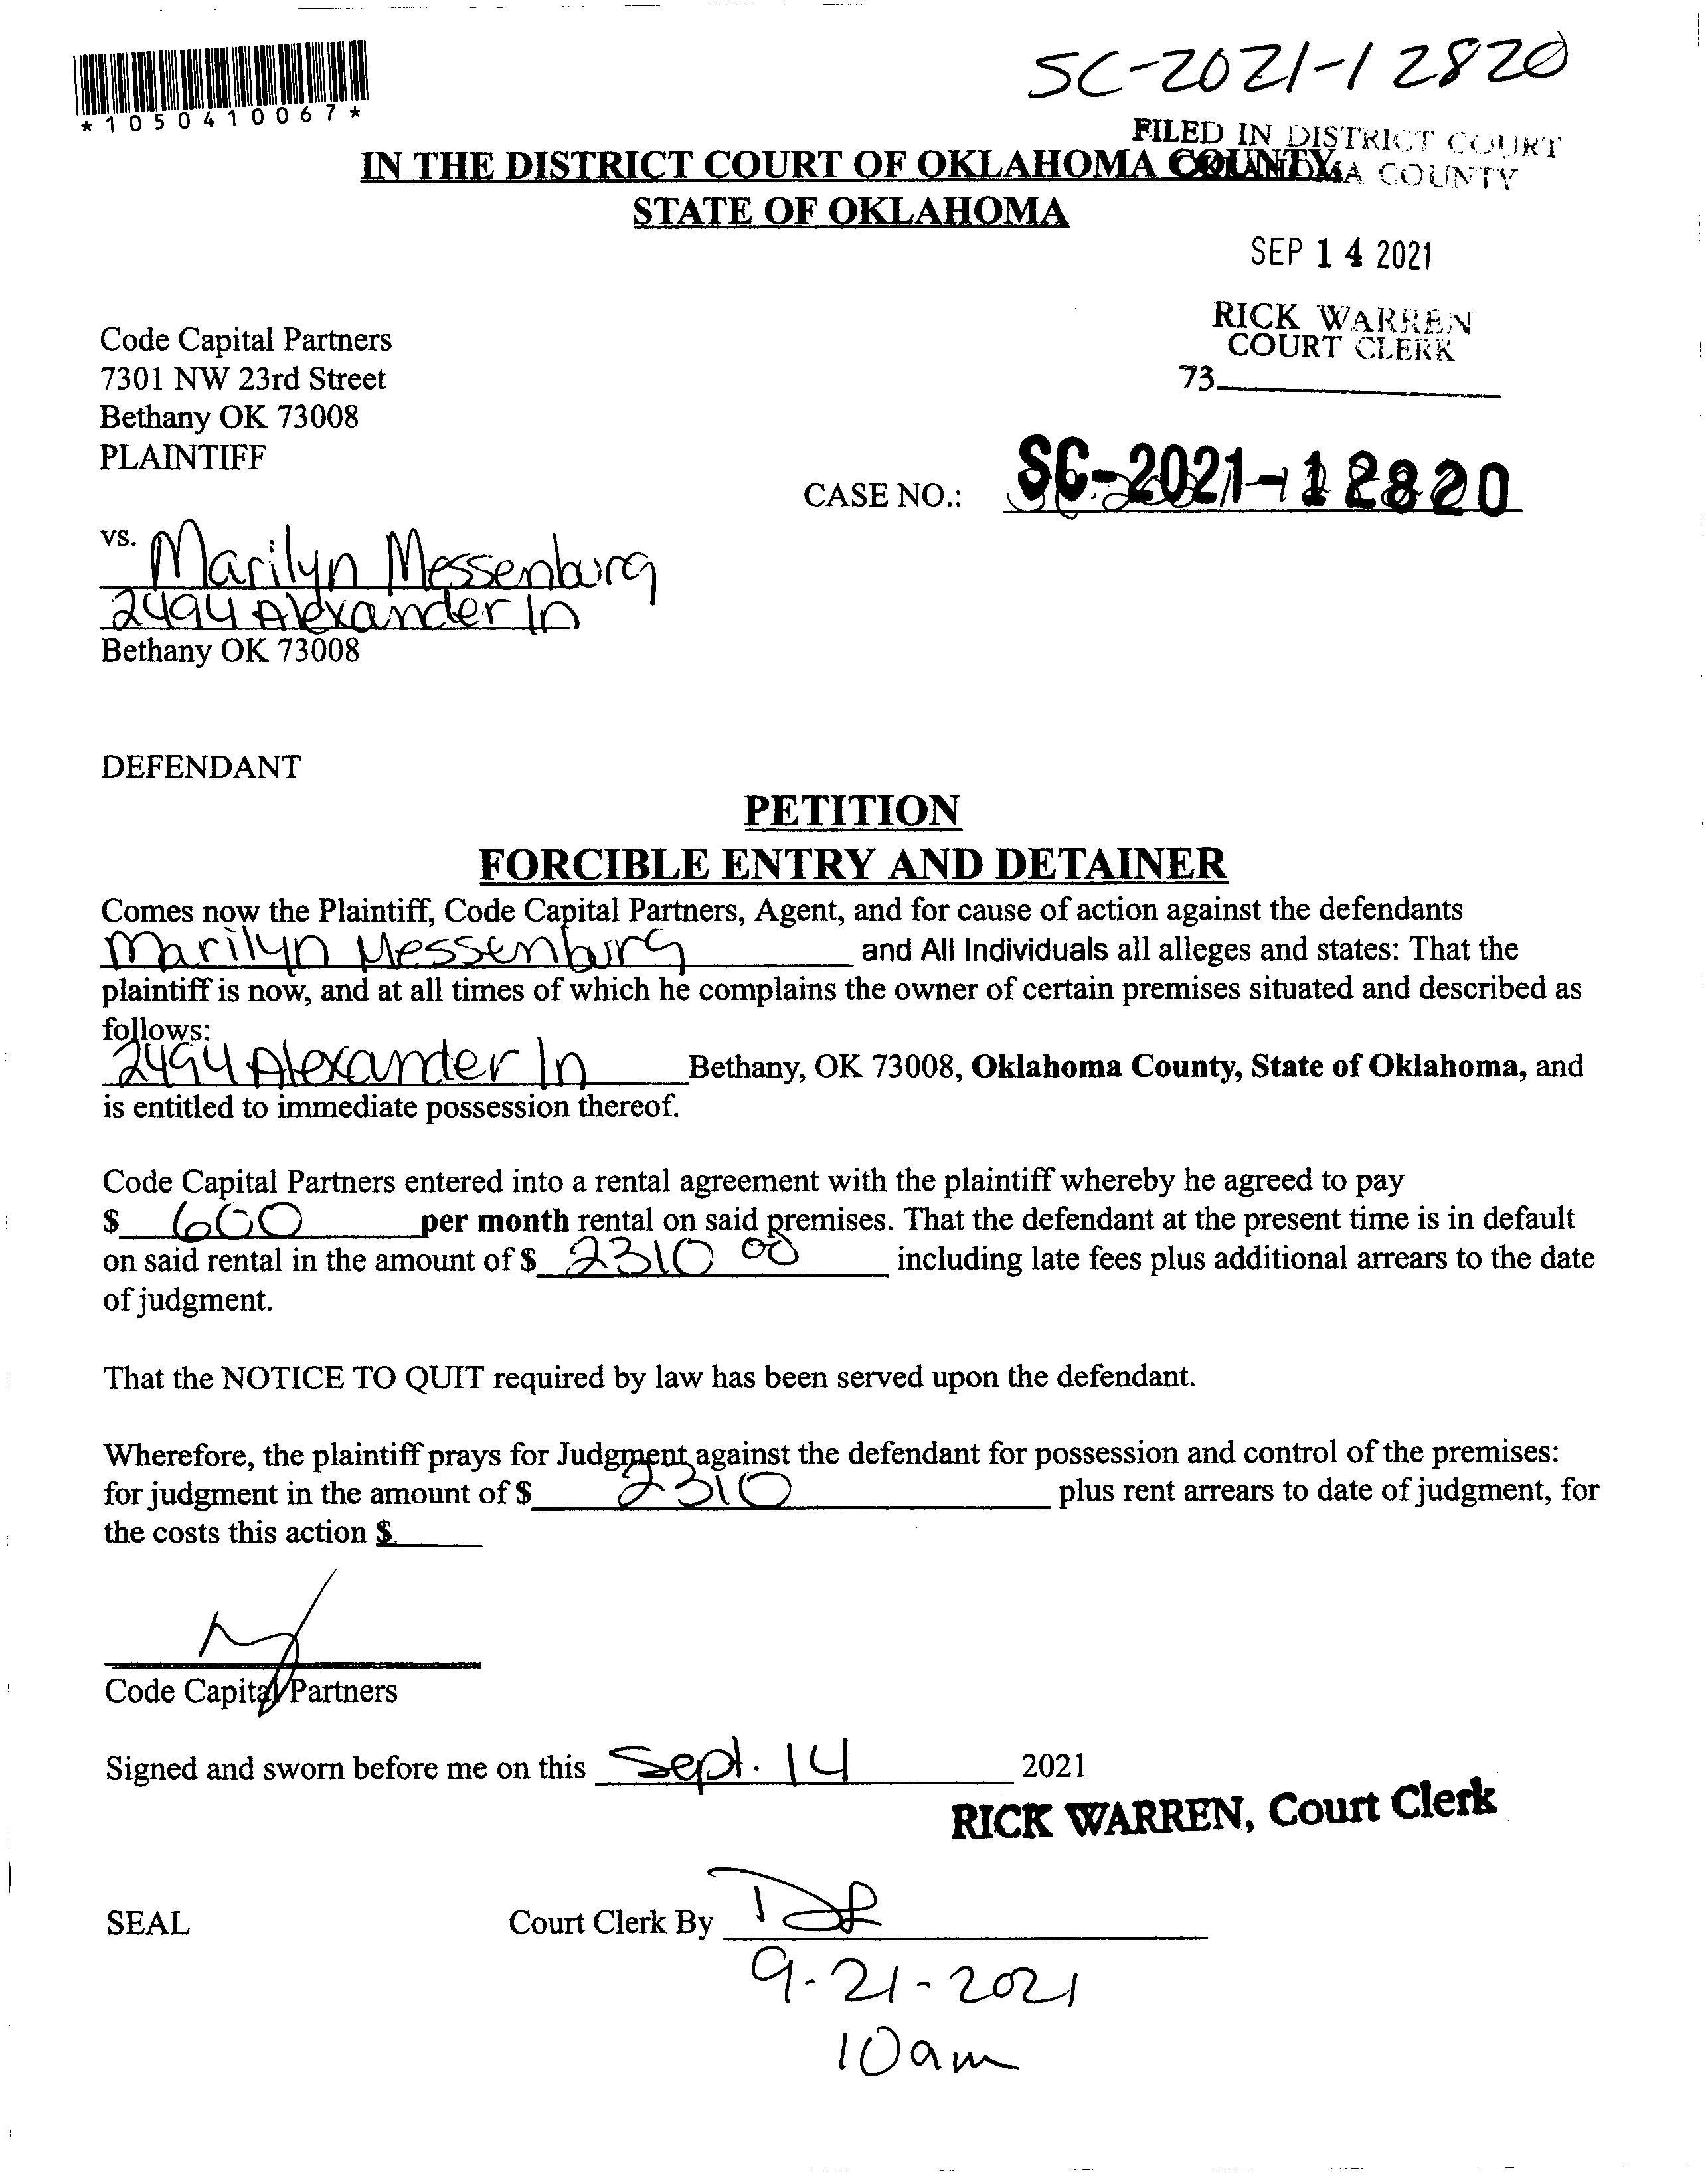 SC-2021-12820
*1050410067*
FILED IN DISTRICT COURT
OKLAHOMA COUNTY
IN THE DISTRICT COURT OF OKLAHOMA COUNTY
STATE OF OKLAHOMA
SEP 14 2021
RICK WARREN
COURT CLERK
73
Code Capital Partners
7301 NW 23rd Street
Bethany OK 73008
PLAINTIFF
CASE NO.: SC-2021-12820
vs. Marilyn Messenburg
2494 Alexander ln
Bethany OK 73008
DEFENDANT
PETITION
FORCIBLE ENTRY AND DETAINER
Comes now the Plaintiff, Code Capital Partners, Agent, and for cause of action against the defendants
Marilyn Messenburg and All Individuals all alleges and states: That the
plaintiff is now, and at all times of which he complains the owner of certain premises situated and described as
follows:
2494 Alexander ln Bethany, OK 73008, Oklahoma County, State of Oklahoma, and
is entitled to immediate possession thereof.
Code Capital Partners entered into a rental agreement with the plaintiff whereby he agreed to pay
$ 600 per month rental on said premises. That the defendant at the present time is in default
on said rental in the amount of $ 2310 00 including late fees plus additional arrears to the date
of judgment.
That the NOTICE TO QUIT required by law has been served upon the defendant.
Wherefore, the plaintiff prays for Judgment against the defendant for possession and control of the premises:
for judgment in the amount of $ 2310 plus rent arrears to date of judgment, for
the costs this action $
Code Capital Partners
Signed and sworn before me on this Sept. 14 2021
RICK WARREN, Court Clerk
SEAL Court Clerk By
9-21-2021
10am